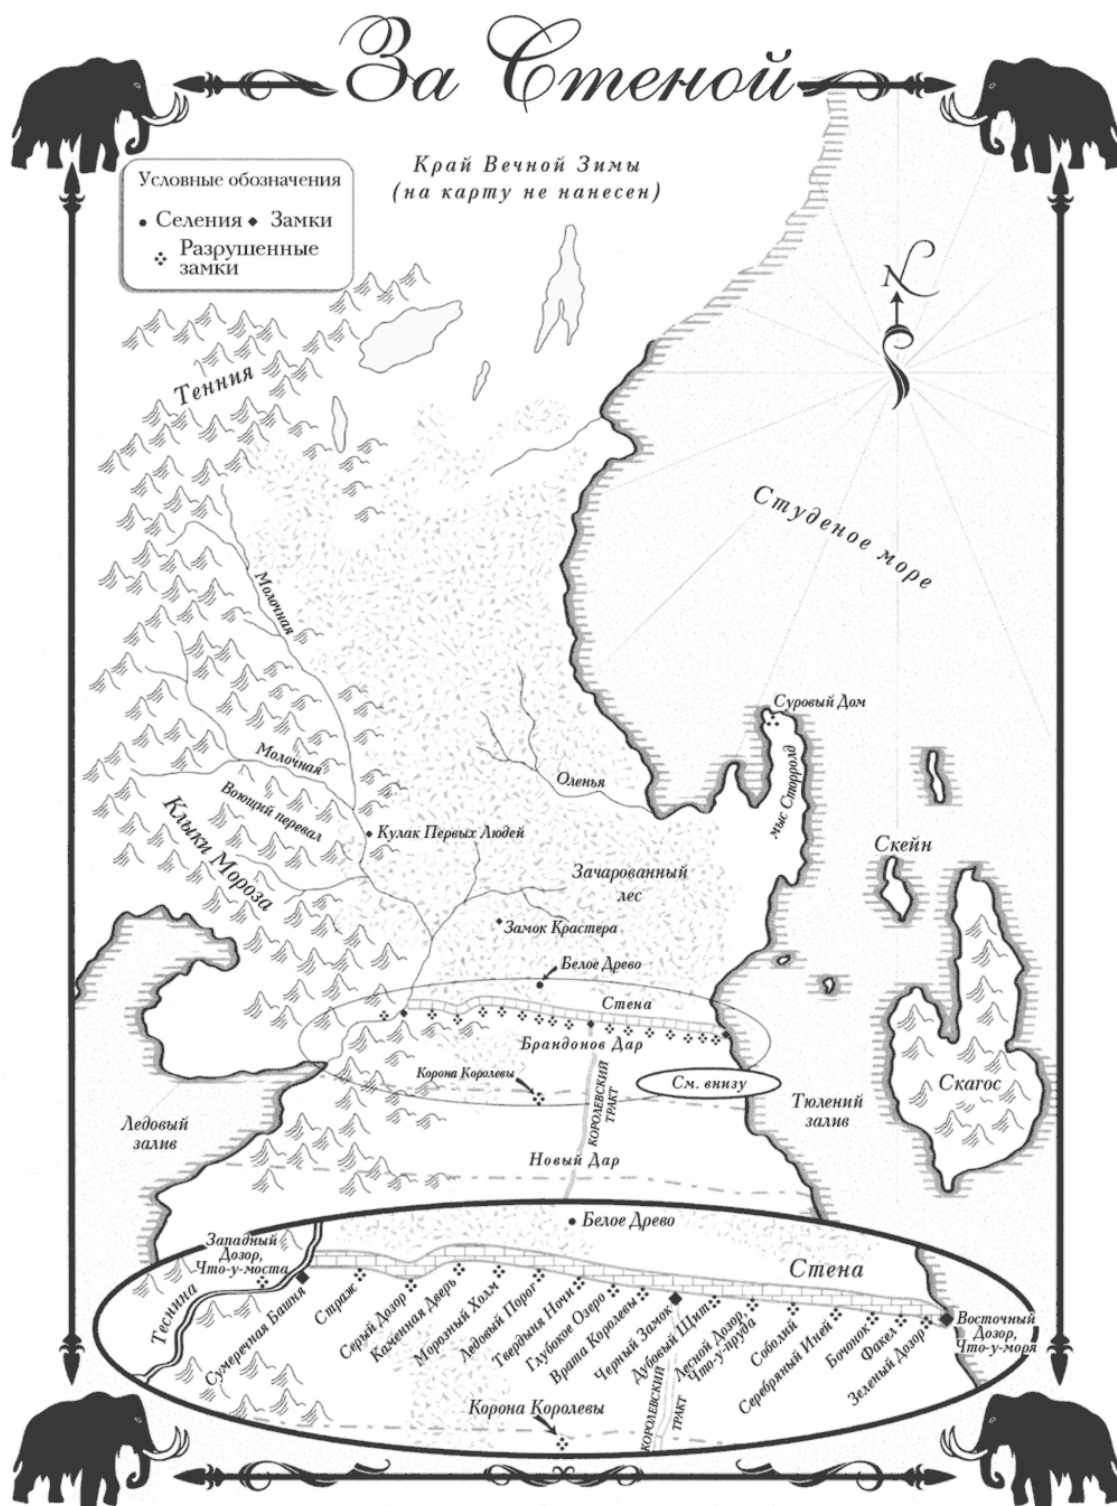 За Стеной
Край Вечной Зимы
(на карту не нанесен)
Условные обозначения
Селения
Замки
Разрушенные
замки
N
Тенния
Студеное море
Молочная
Суровый Дом
Молочная
Оленья
мыс Сторролд
Воющий перевал
Клыки Мороза
Кулак Первых Людей
Скейн
Зачарованный
лес
Замок Крастера
Белое Древо
Стена
Брандонов Дар
Корона Королевы
См. внизу
КОРОЛЕВСКИЙ
ТРАКТ
Скагос
Тюлений
залив
Ледовый
залив
Новый Дар
Белое Древо
Западный
Дозор,
Что-у-моста
Стена
Теснина
Сумеречная Башня
Страж
Серый Дозор
Каменная Дверь
Морозный Холм
Ледовый Порог
Твердыня Ночи
Глубокое Озеро
Врата Королевы
Черный Замок
Дубовый Щит
Лесной Дозор,
Что-у-пруда
Соболий
Серебряный Иней
Бочонок
Факел
Зеленый Дозор
Восточный
Дозор,
Что-у-моря
Корона Королевы
КОРОЛЕВСКИЙ
ТРАКТ